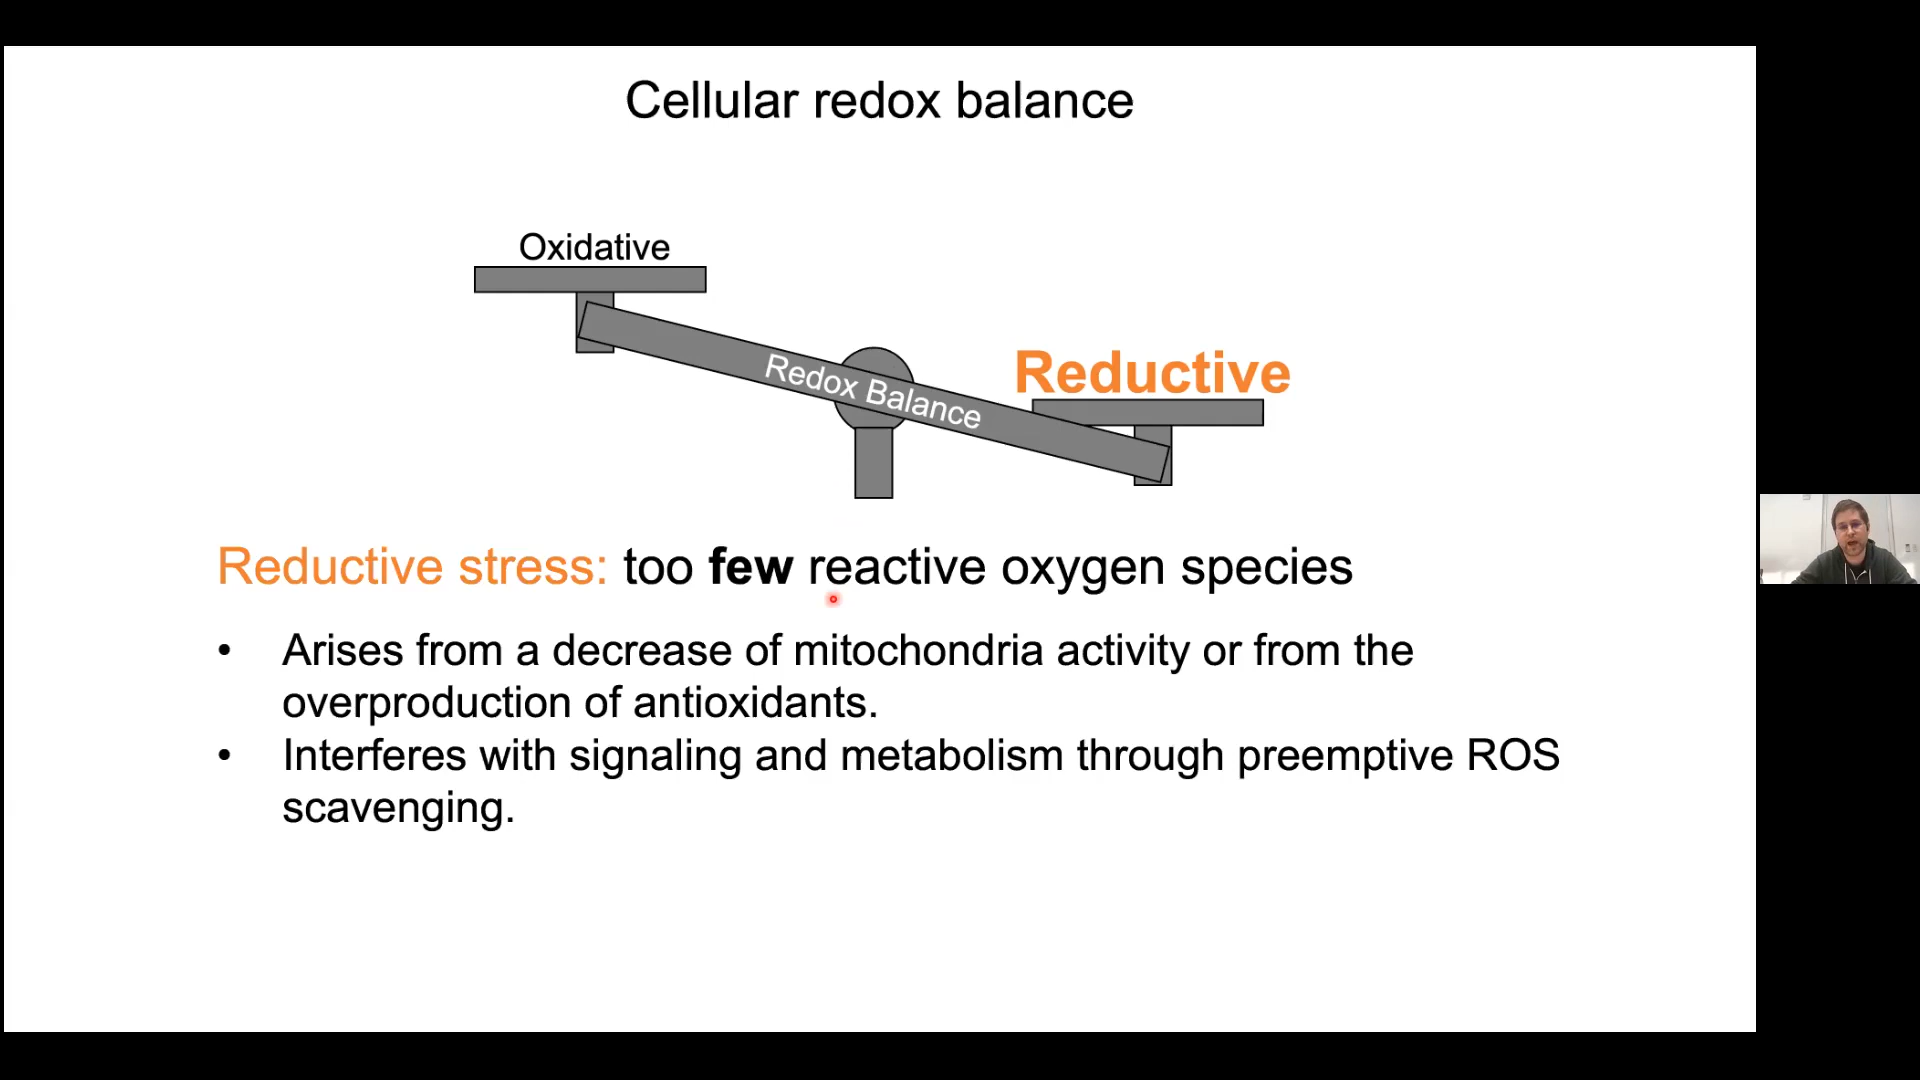 Cellular redox balance
Oxidative
Redox Balance
Reductive
Reductive stress: too few reactive oxygen species
• Arises from a decrease of mitochondria activity or from the
overproduction of antioxidants.
• Interferes with signaling and metabolism through preemptive ROS
scavenging.